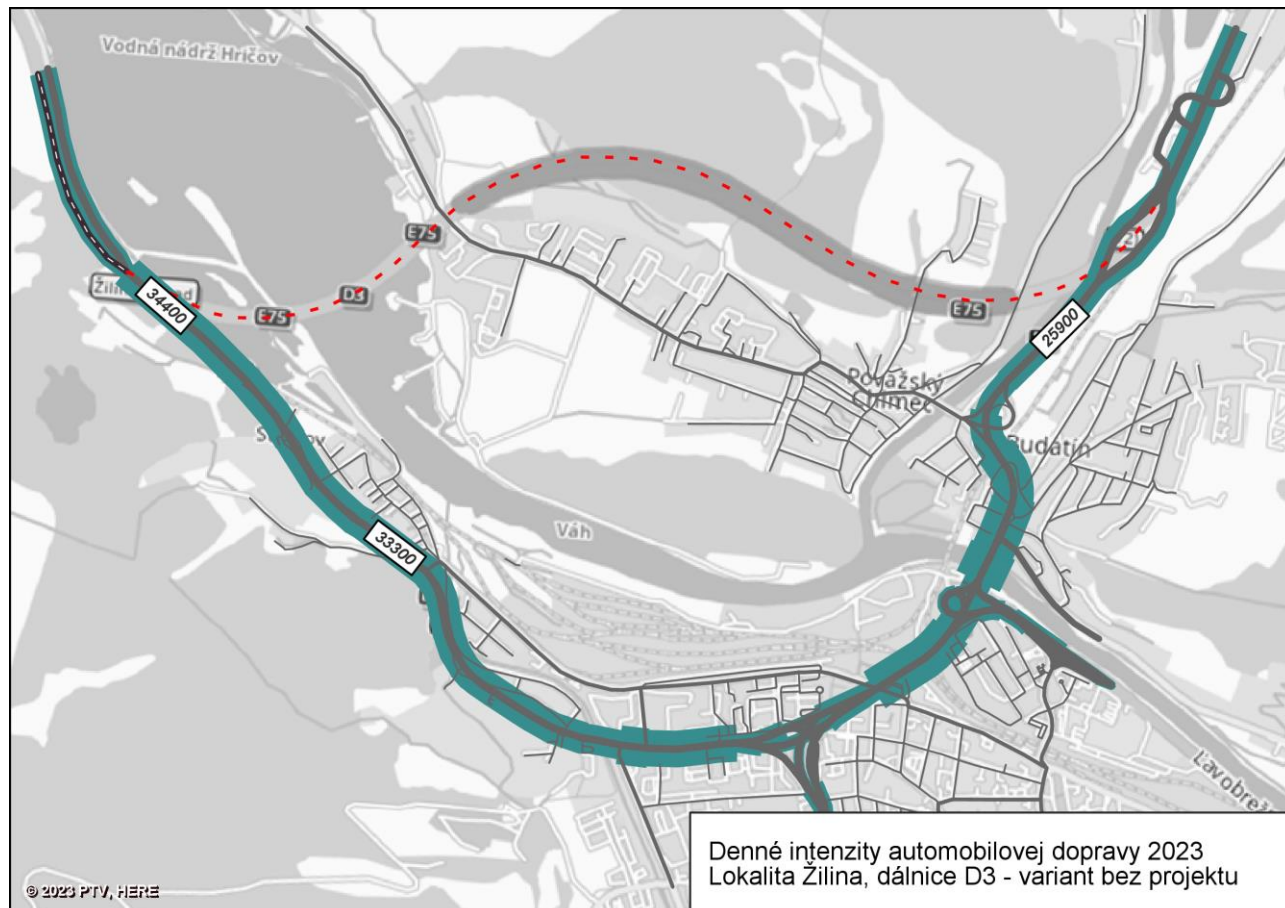 Vodná nádrž Hričov
E75
34400
E75
D3
E75
25900
Považský
Chlmec
Budatín
33300
Váh
Ľavobrež
Denné intenzity automobilovej dopravy 2023
Lokalita Žilina, dálnice D3 - variant bez projektu
© 2023 PTV, HERE